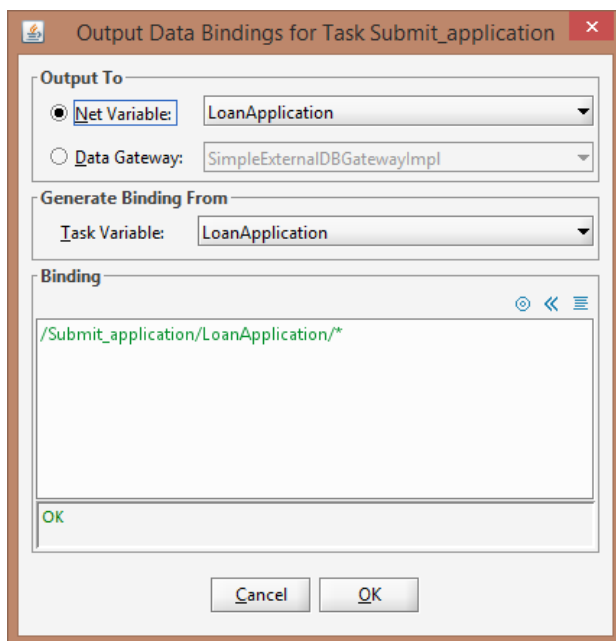 Output Data Bindings for Task Submit_application
Output To
Net Variable: LoanApplication
Data Gateway: SimpleExternalDBGatewayImpl
Generate Binding From
Task Variable: LoanApplication
Binding
/Submit_application/LoanApplication/*
OK
Cancel OK